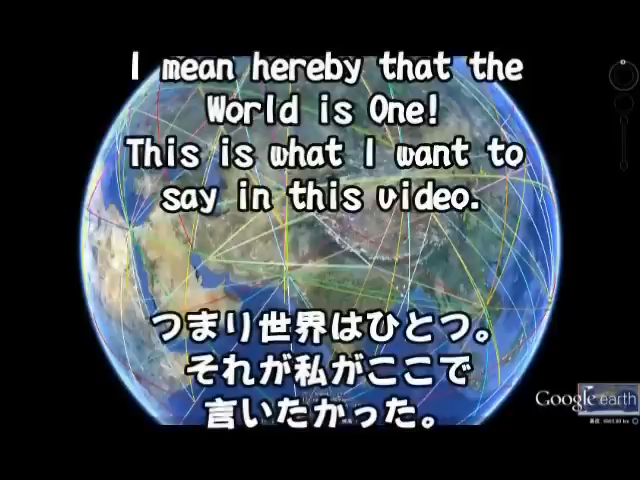 I mean hereby that the
World is One!
This is what I want to
say in this video.
つまり世界はひとつ。
それが私がここで
言いたかった。
Google earth